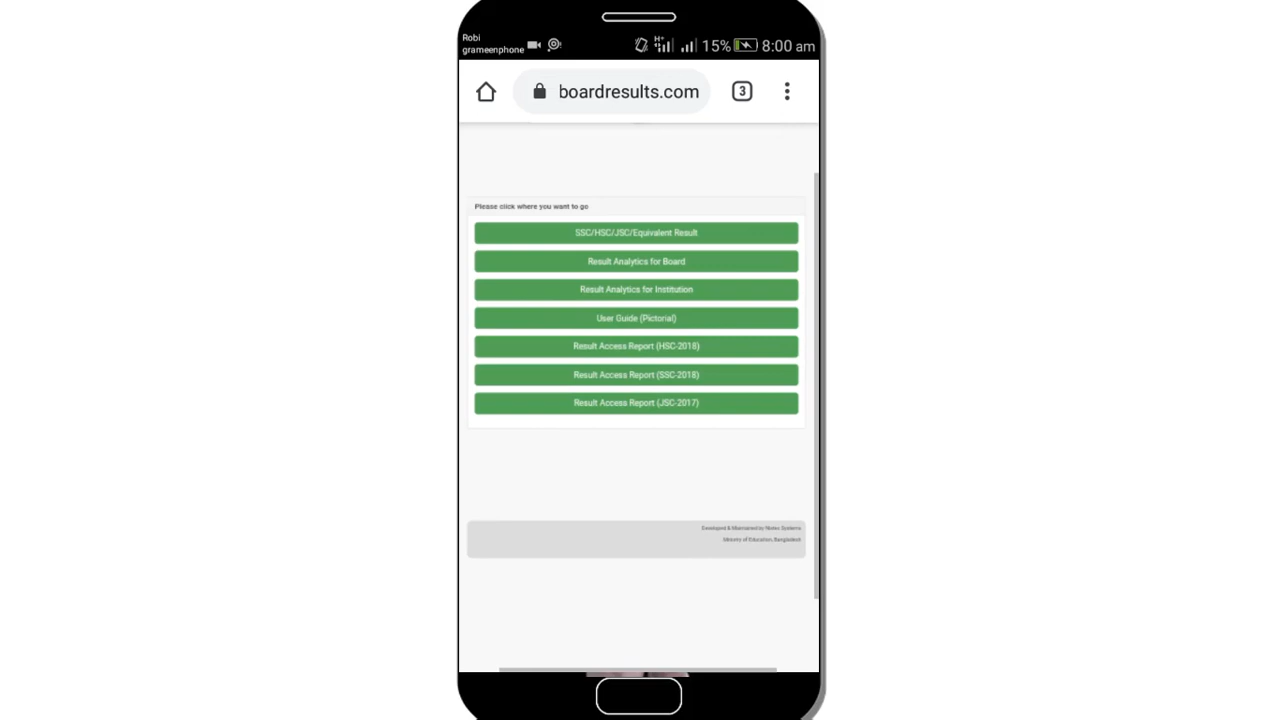 Robi
grameenphone
15%
8:00 am
boardresults.com
3
Please click where you want to go
SSC/HSC/JSC/Equivalent Result
Result Analytics for Board
Result Analytics for Institution
User Guide (Pictorial)
Result Access Report (HSC-2018)
Result Access Report (SSC-2018)
Result Access Report (JSC-2017)
Developed & Maintained by Systems
Ministry of Education, Bangladesh